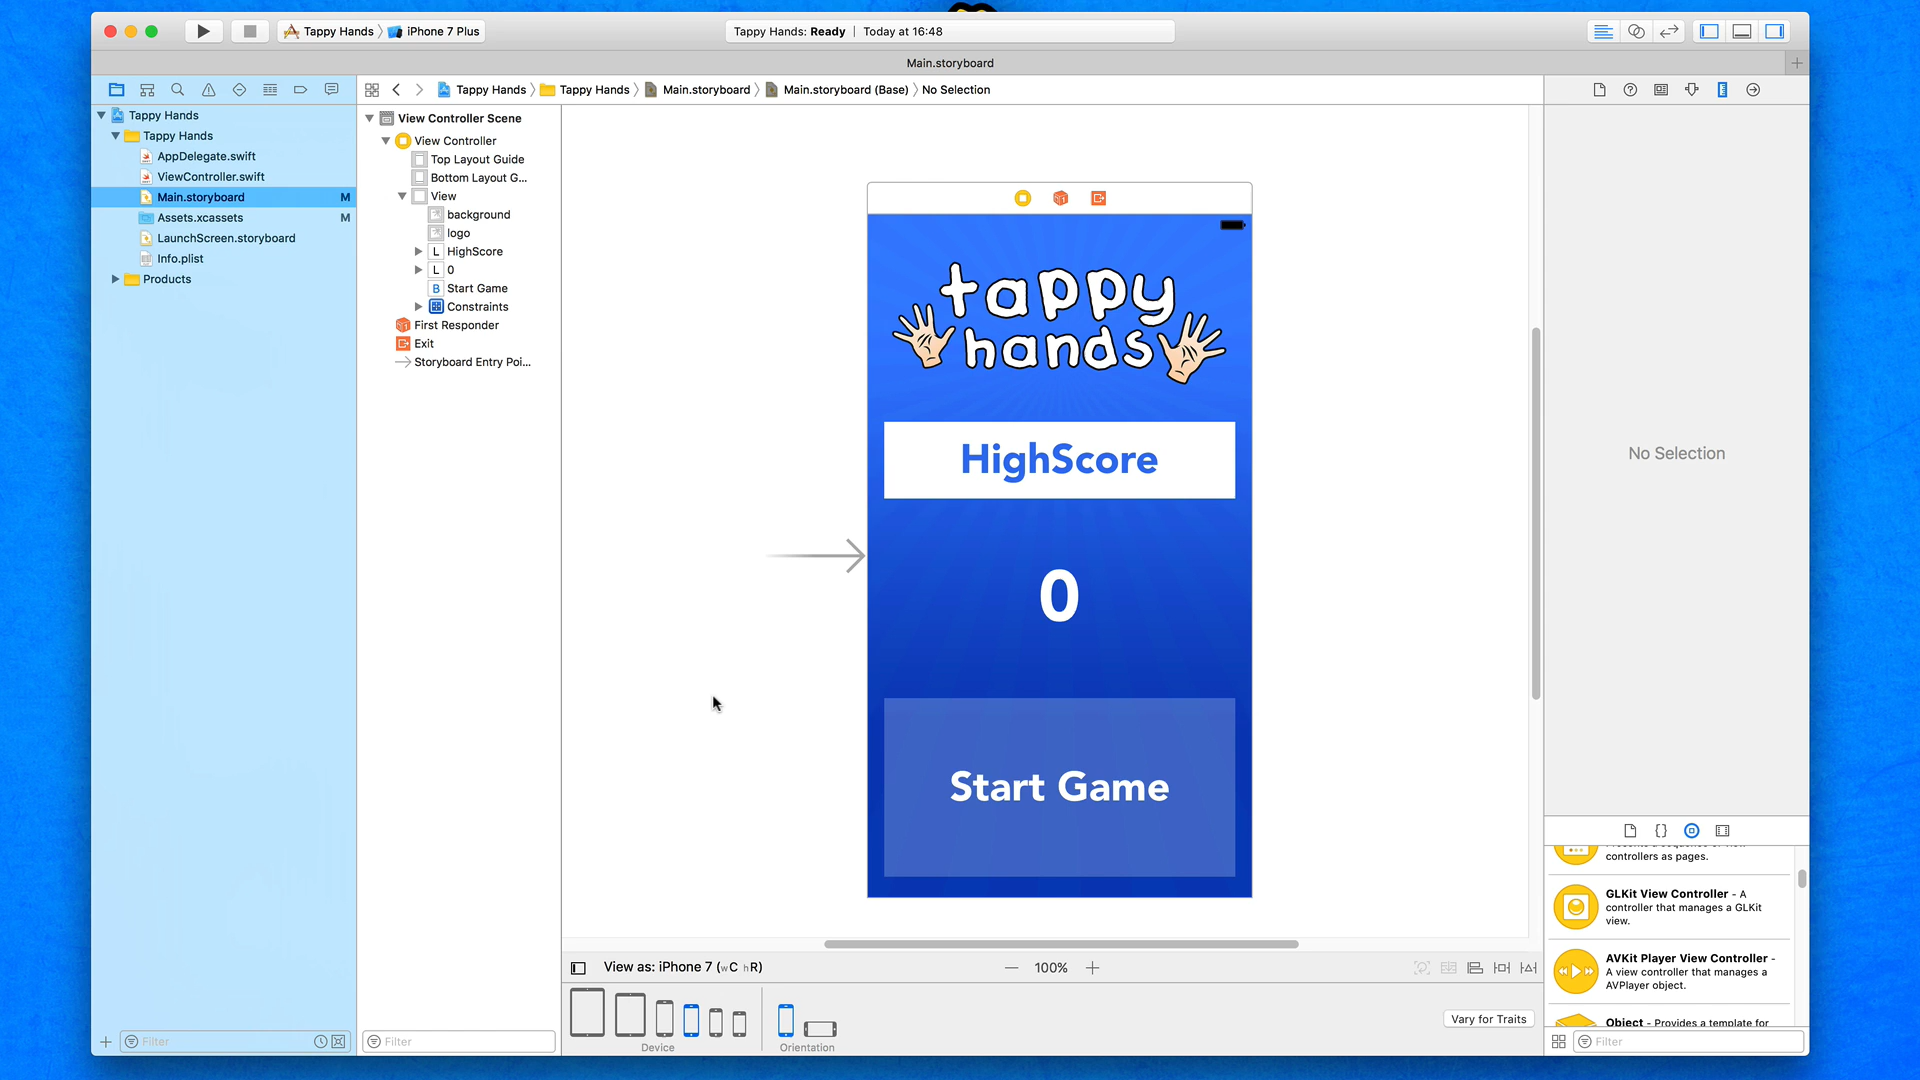 Tappy Hands
iPhone 7 Plus
Tappy Hands: Ready | Today at 16:48
Main.storyboard
Tappy Hands
Tappy Hands
Main.storyboard
Main.storyboard (Base)
No Selection
Tappy Hands
Tappy Hands
AppDelegate.swift
ViewController.swift
Main.storyboard M
Assets.xcassets M
LaunchScreen.storyboard
Info.plist
Products
View Controller Scene
View Controller
Top Layout Guide
Bottom Layout G...
View
background
logo
L HighScore
L 0
B Start Game
Constraints
First Responder
Exit
Storyboard Entry Poi...
tappy
hands
HighScore
0
Start Game
No Selection
controllers as pages.
GLKit View Controller - A
controller that manages a GLKit
view.
AVKit Player View Controller -
A view controller that manages a
AVPlayer object.
Object - Provides a template for
View as: iPhone 7 (wC hR)
100%
Vary for Traits
Device
Orientation
Filter
Filter
Filter